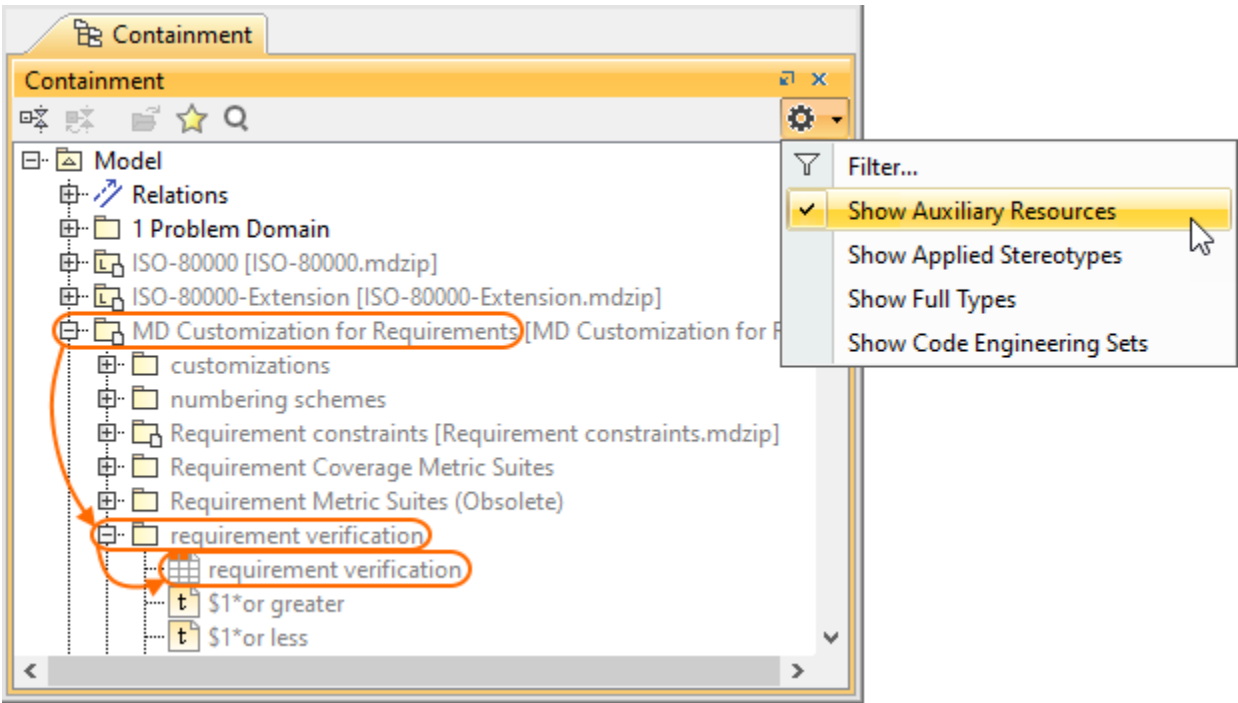 Containment
Containment
Model
Relations
1 Problem Domain
ISO-80000 [ISO-80000.mdzip]
ISO-80000-Extension [ISO-80000-Extension.mdzip]
MD Customization for Requirements [MD Customization for R
customizations
numbering schemes
Requirement constraints [Requirement constraints.mdzip]
Requirement Coverage Metric Suites
Requirement Metric Suites (Obsolete)
requirement verification
requirement verification
t $1*or greater
t $1*or less
Filter...
Show Auxiliary Resources
Show Applied Stereotypes
Show Full Types
Show Code Engineering Sets